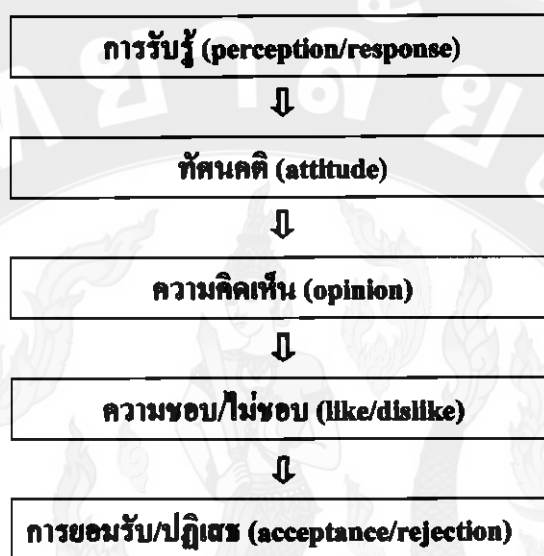 การรับรู้ (perception/response)
⇩
ทัศนคติ (attitude)
⇩
ความคิดเห็น (opinion)
⇩
ความชอบ/ไม่ชอบ (like/dislike)
⇩
การยอมรับ/ปฏิเสธ (acceptance/rejection)